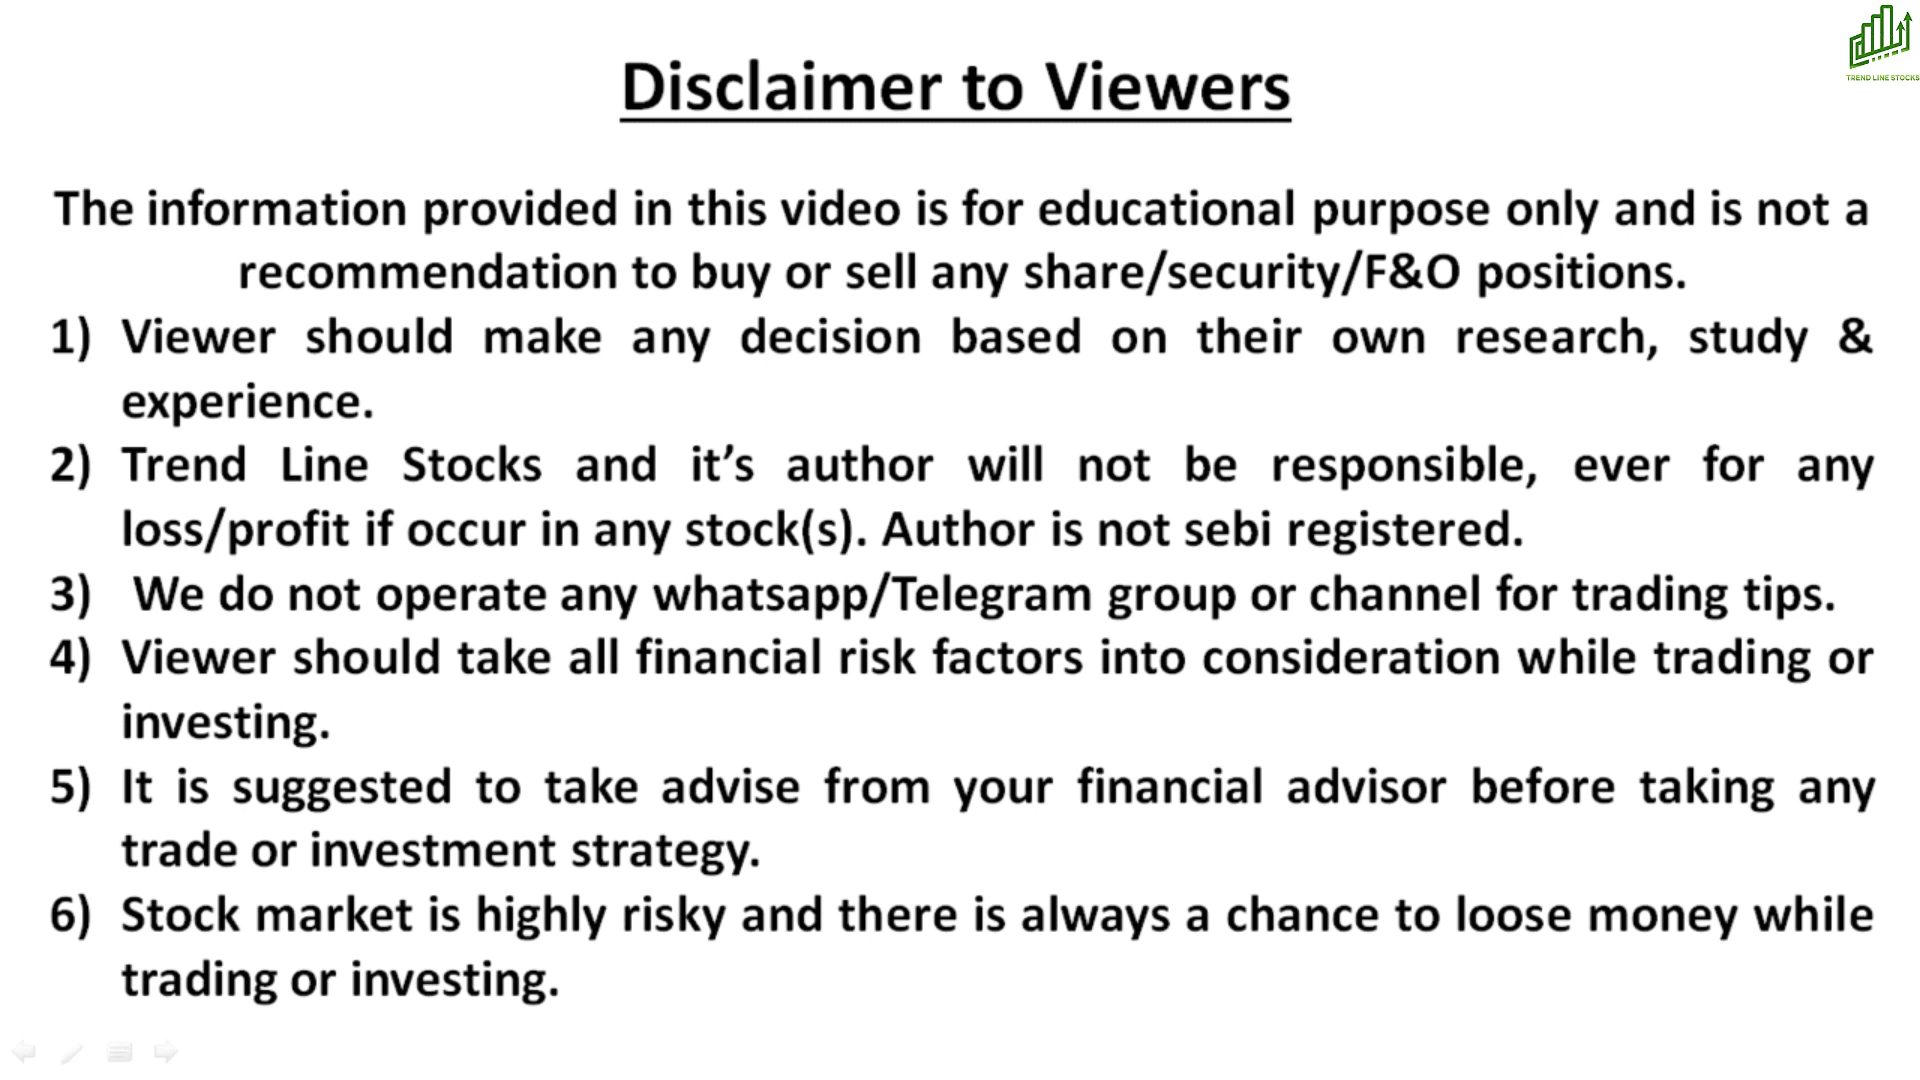 TREND LINE STOCKS
Disclaimer to Viewers
The information provided in this video is for educational purpose only and is not a
recommendation to buy or sell any share/security/F&O positions.
1) Viewer should make any decision based on their own research, study &
experience.
2) Trend Line Stocks and it’s author will not be responsible, ever for any
loss/profit if occur in any stock(s). Author is not sebi registered.
3) We do not operate any whatsapp/Telegram group or channel for trading tips.
4) Viewer should take all financial risk factors into consideration while trading or
investing.
5) It is suggested to take advise from your financial advisor before taking any
trade or investment strategy.
6) Stock market is highly risky and there is always a chance to loose money while
trading or investing.